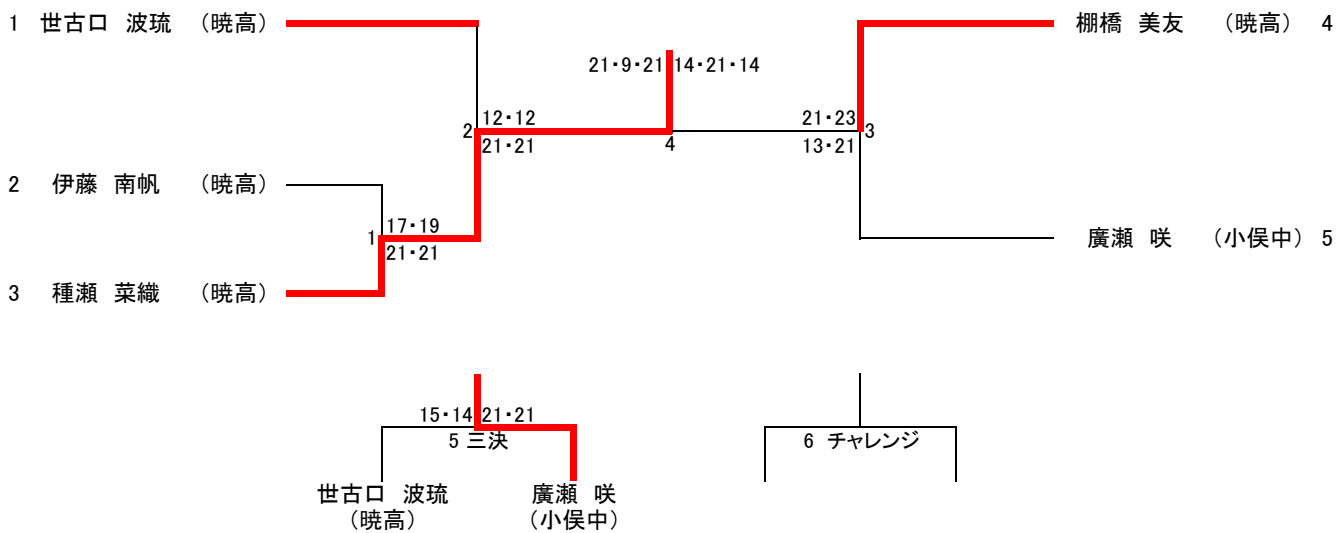 1 世古口 波琉 (暁高)
棚橋 美友 (暁高) 4
21・9・21 14・21・14
12・12
2
21・21
4
21・23
3
13・21
2 伊藤 南帆 (暁高)
17・19
1
21・21
廣瀬 咲 (小俣中) 5
3 種瀬 菜織 (暁高)
15・14 21・21
5 三決
6 チャレンジ
世古口 波琉
(暁高)
廣瀬 咲
(小俣中)